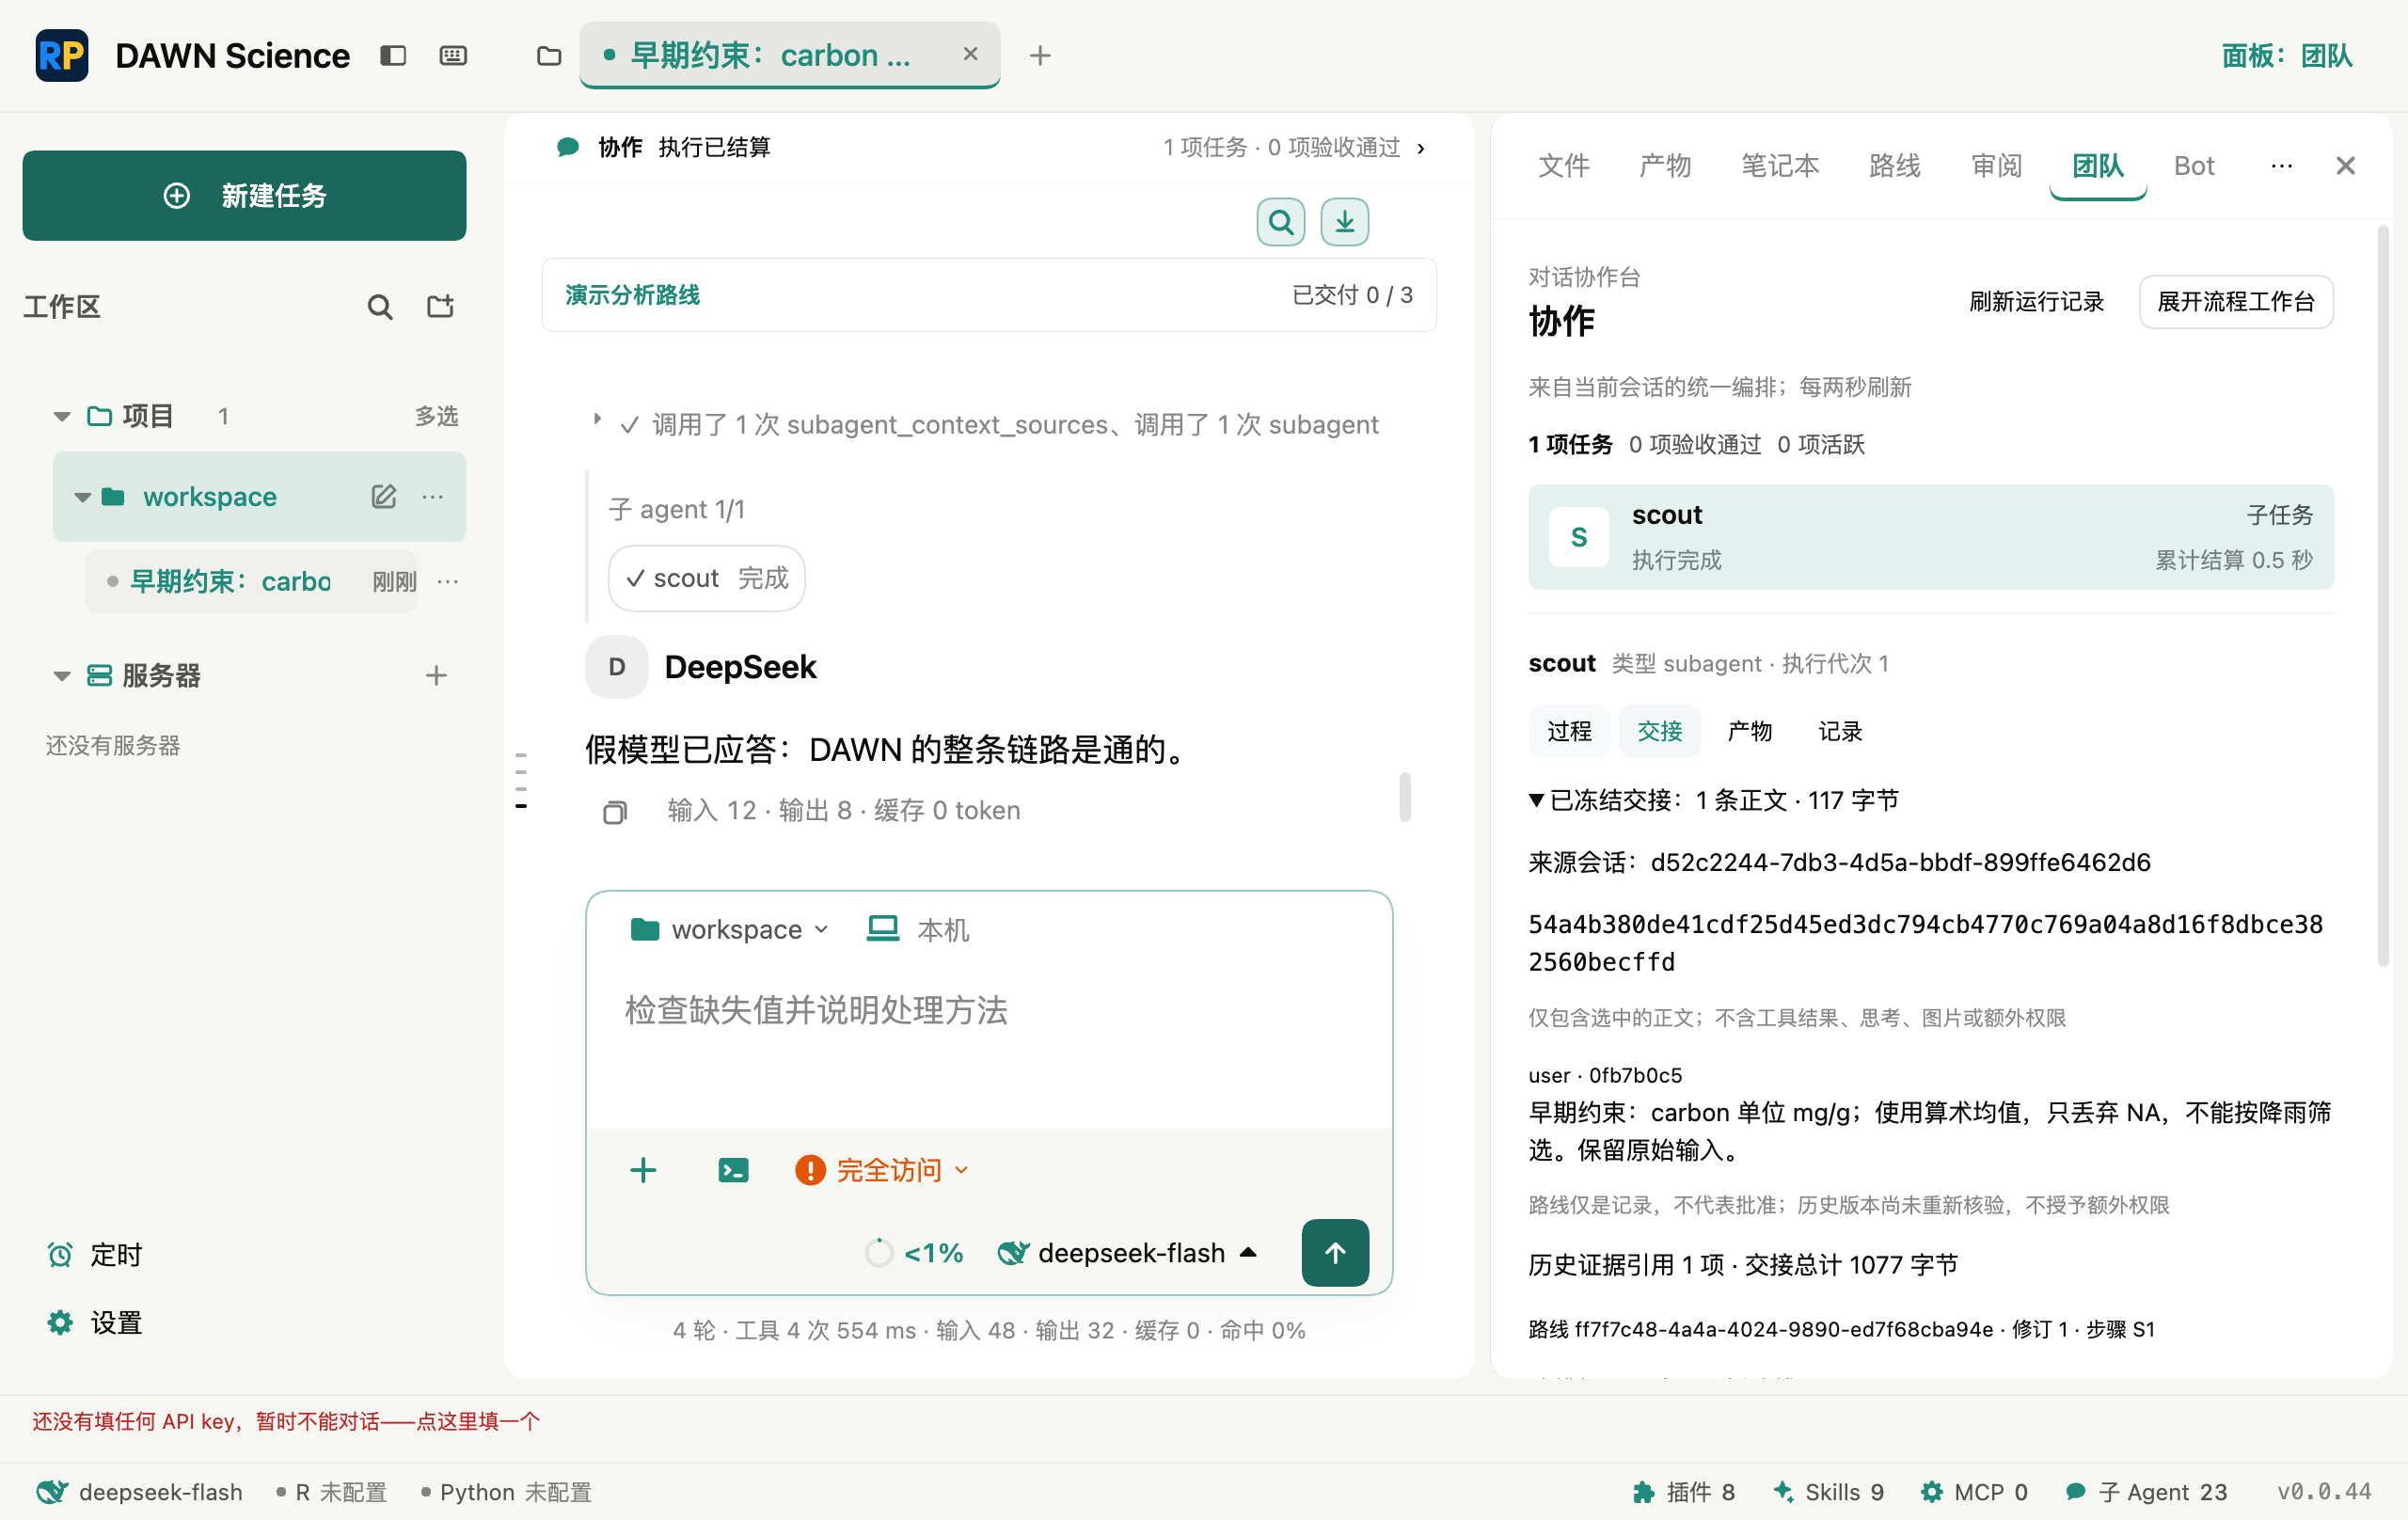 RP DAWN Science
早期约束：carbon ...
面板：团队
新建任务
工作区
项目 1 多选
workspace
早期约束：carbo 刚刚
服务器
还没有服务器
定时
设置
协作 执行已结算 1 项任务 · 0 项验收通过
演示分析路线 已交付 0 / 3
调用了 1 次 subagent_context_sources、调用了 1 次 subagent
子 agent 1/1
scout 完成
D DeepSeek
假模型已应答：DAWN 的整条链路是通的。
输入 12 · 输出 8 · 缓存 0 token
workspace 本机
检查缺失值并说明处理方法
完全访问
<1% deepseek-flash
4 轮 · 工具 4 次 554 ms · 输入 48 · 输出 32 · 缓存 0 · 命中 0%
文件 产物 笔记本 路线 审阅 团队 Bot ...
对话协作台
协作
刷新运行记录 展开流程工作台
来自当前会话的统一编排；每两秒刷新
1 项任务 0 项验收通过 0 项活跃
S scout 子任务
执行完成 累计结算 0.5 秒
scout 类型 subagent · 执行代次 1
过程 交接 产物 记录
已冻结交接：1 条正文 · 117 字节
来源会话：d52c2244-7db3-4d5a-bbdf-899ffe6462d6
54a4b380de41cdf25d45ed3dc794cb4770c769a04a8d16f8dbce38
2560becffd
仅包含选中的正文；不含工具结果、思考、图片或额外权限
user · 0fb7b0c5
早期约束：carbon 单位 mg/g；使用算术均值，只丢弃 NA，不能按降雨筛
选。保留原始输入。
路线仅是记录，不代表批准；历史版本尚未重新核验，不授予额外权限
历史证据引用 1 项 · 交接总计 1077 字节
路线 ff7f7c48-4a4a-4024-9890-ed7f68cba94e · 修订 1 · 步骤 S1
还没有填任何 API key，暂时不能对话——点这里填一个
deepseek-flash R 未配置 Python 未配置
插件 8 Skills 9 MCP 0 子 Agent 23 v0.0.44